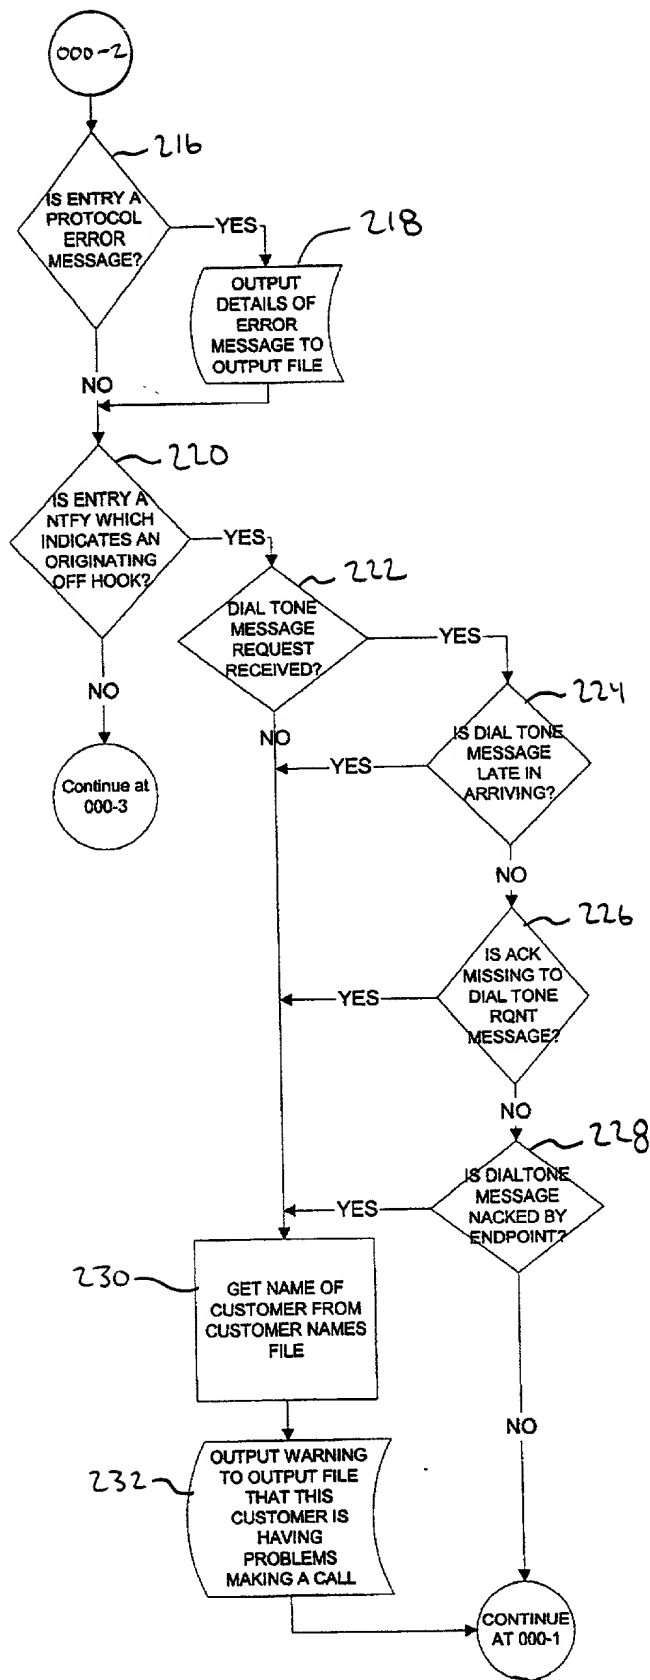 000-2
216
IS ENTRY A
PROTOCOL
ERROR
MESSAGE?
YES
218
OUTPUT
DETAILS OF
ERROR
MESSAGE TO
OUTPUT FILE
NO
220
IS ENTRY A
NTFY WHICH
INDICATES AN
ORIGINATING
OFF HOOK?
YES
222
DIAL TONE
MESSAGE
REQUEST
RECEIVED?
YES
NO
Continue at
000-3
NO
224
IS DIAL TONE
MESSAGE
LATE IN
ARRIVING?
YES
NO
226
IS ACK
MISSING TO
DIAL TONE
RQNT
MESSAGE?
YES
NO
228
IS DIALTONE
MESSAGE
NACKED BY
ENDPOINT?
YES
230
GET NAME OF
CUSTOMER FROM
CUSTOMER NAMES
FILE
NO
232
OUTPUT WARNING
TO OUTPUT FILE
THAT THIS
CUSTOMER IS
HAVING
PROBLEMS
MAKING A CALL
CONTINUE
AT 000-1